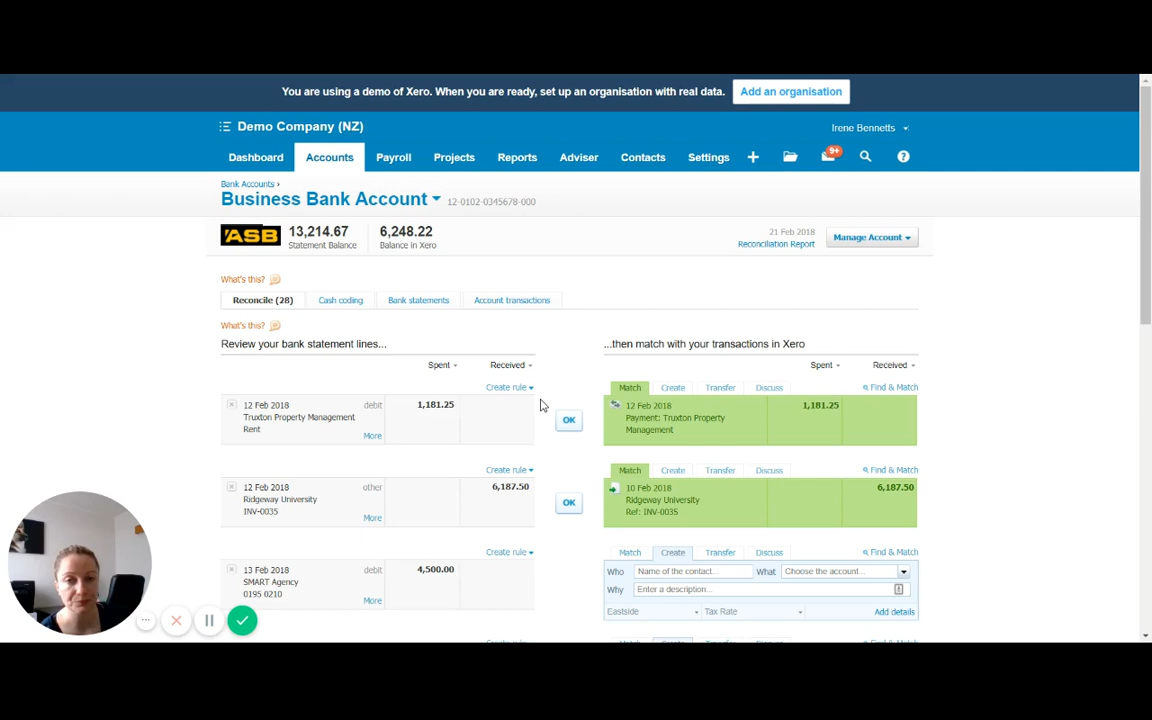 You are using a demo of Xero. When you are ready, set up an organisation with real data. Add an organisation
Demo Company (NZ)
Irene Bennetts
Dashboard Accounts Payroll Projects Reports Adviser Contacts Settings 9+
Bank Accounts ›
Business Bank Account 12-0102-0345678-000
ASB 13,214.67 6,248.22
Statement Balance Balance in Xero
21 Feb 2018
Reconciliation Report
Manage Account
What's this?
Reconcile (28) Cash coding Bank statements Account transactions
What's this?
Review your bank statement lines... ...then match with your transactions in Xero
Spent Received Spent Received
Create rule Match Create Transfer Discuss Find & Match
12 Feb 2018 debit 1,181.25
Truxton Property Management
Rent
More
OK
12 Feb 2018 1,181.25
Payment: Truxton Property
Management
Create rule Match Create Transfer Discuss Find & Match
12 Feb 2018 other 6,187.50
Ridgeway University
INV-0035
More
OK
10 Feb 2018 6,187.50
Ridgeway University
Ref: INV-0035
Create rule Match Create Transfer Discuss Find & Match
13 Feb 2018 debit 4,500.00
SMART Agency
0195 0210
More
Who Name of the contact... What Choose the account...
Why Enter a description...
Eastside Tax Rate Add details
Create rule Match Create Transfer Discuss Find & Match